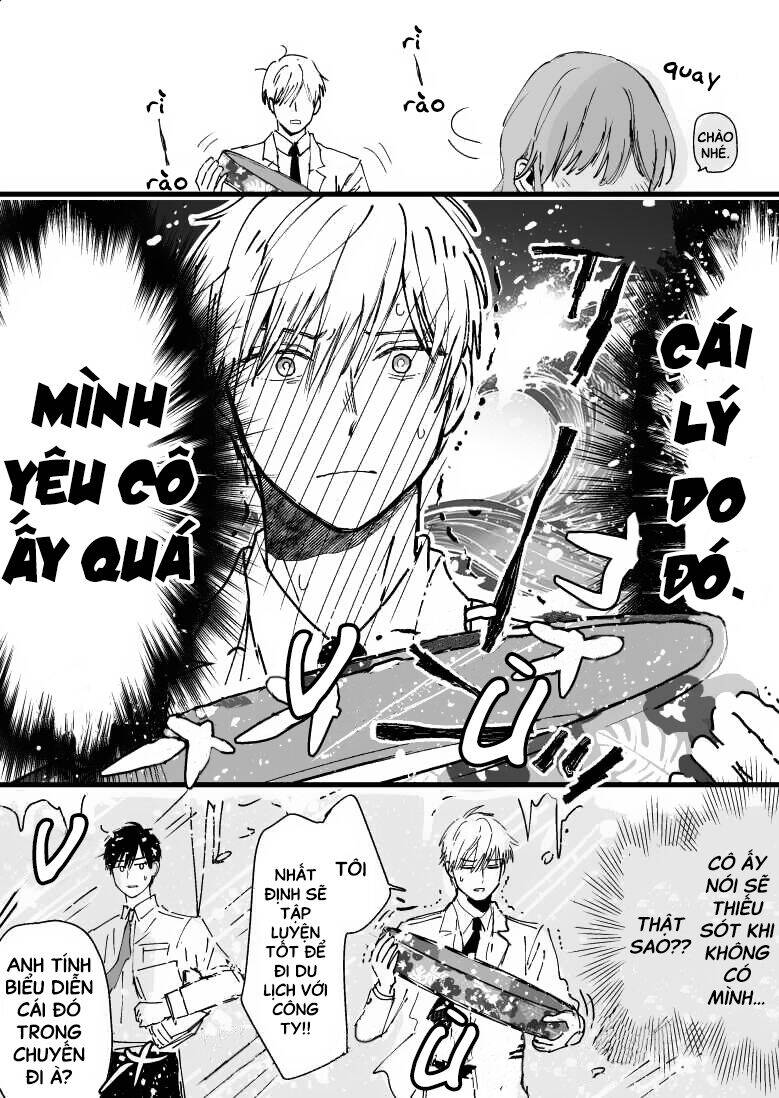 quay
CHÀO
NHÉ.
rì
rào
rì
rào
CÁI
LÝ
DO
ĐÓ.
MÌNH
YÊU CÔ
ẤY QUÁ
VÙ
CÔ ẤY
NÓI SẼ
THIẾU
SÓT KHI
KHÔNG
CÓ
MÌNH...
THẬT
SAO??
TÔI
NHẤT
ĐỊNH SẼ
TẬP
LUYỆN
TỐT ĐỂ
ĐI DU
LỊCH VỚI
CÔNG
TY!!
VÙ
ANH TÍNH
BIỂU DIỄN
CÁI ĐÓ
TRONG
CHUYẾN
ĐI À?